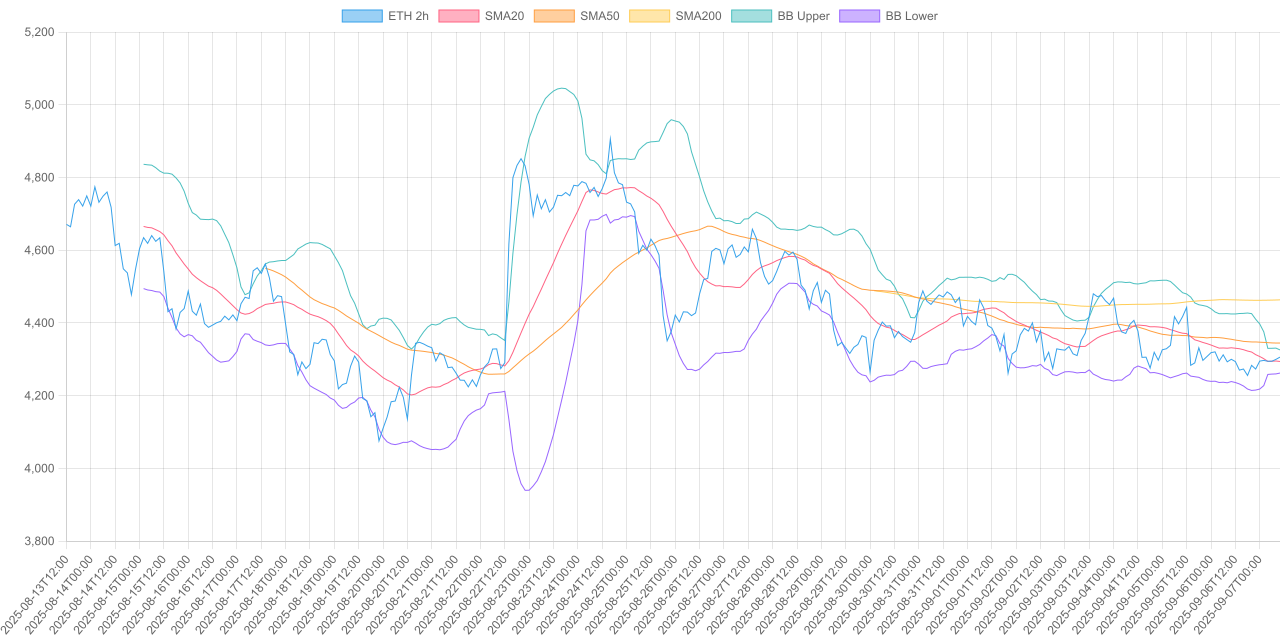 ETH 2h SMA20 SMA50 SMA200 BB Upper BB Lower
5,200
5,000
4,800
4,600
4,400
4,200
4,000
3,800
2025-08-13T12:00
2025-08-14T00:00
2025-08-14T12:00
2025-08-15T00:00
2025-08-15T12:00
2025-08-16T00:00
2025-08-16T12:00
2025-08-17T00:00
2025-08-17T12:00
2025-08-18T00:00
2025-08-18T12:00
2025-08-19T00:00
2025-08-19T12:00
2025-08-20T00:00
2025-08-20T12:00
2025-08-21T00:00
2025-08-21T12:00
2025-08-22T00:00
2025-08-22T12:00
2025-08-23T00:00
2025-08-23T12:00
2025-08-24T00:00
2025-08-24T12:00
2025-08-25T00:00
2025-08-25T12:00
2025-08-26T00:00
2025-08-26T12:00
2025-08-27T00:00
2025-08-27T12:00
2025-08-28T00:00
2025-08-28T12:00
2025-08-29T00:00
2025-08-29T12:00
2025-08-30T00:00
2025-08-30T12:00
2025-08-31T00:00
2025-08-31T12:00
2025-09-01T00:00
2025-09-01T12:00
2025-09-02T00:00
2025-09-02T12:00
2025-09-03T00:00
2025-09-03T12:00
2025-09-04T00:00
2025-09-04T12:00
2025-09-05T00:00
2025-09-05T12:00
2025-09-06T00:00
2025-09-06T12:00
2025-09-07T00:00